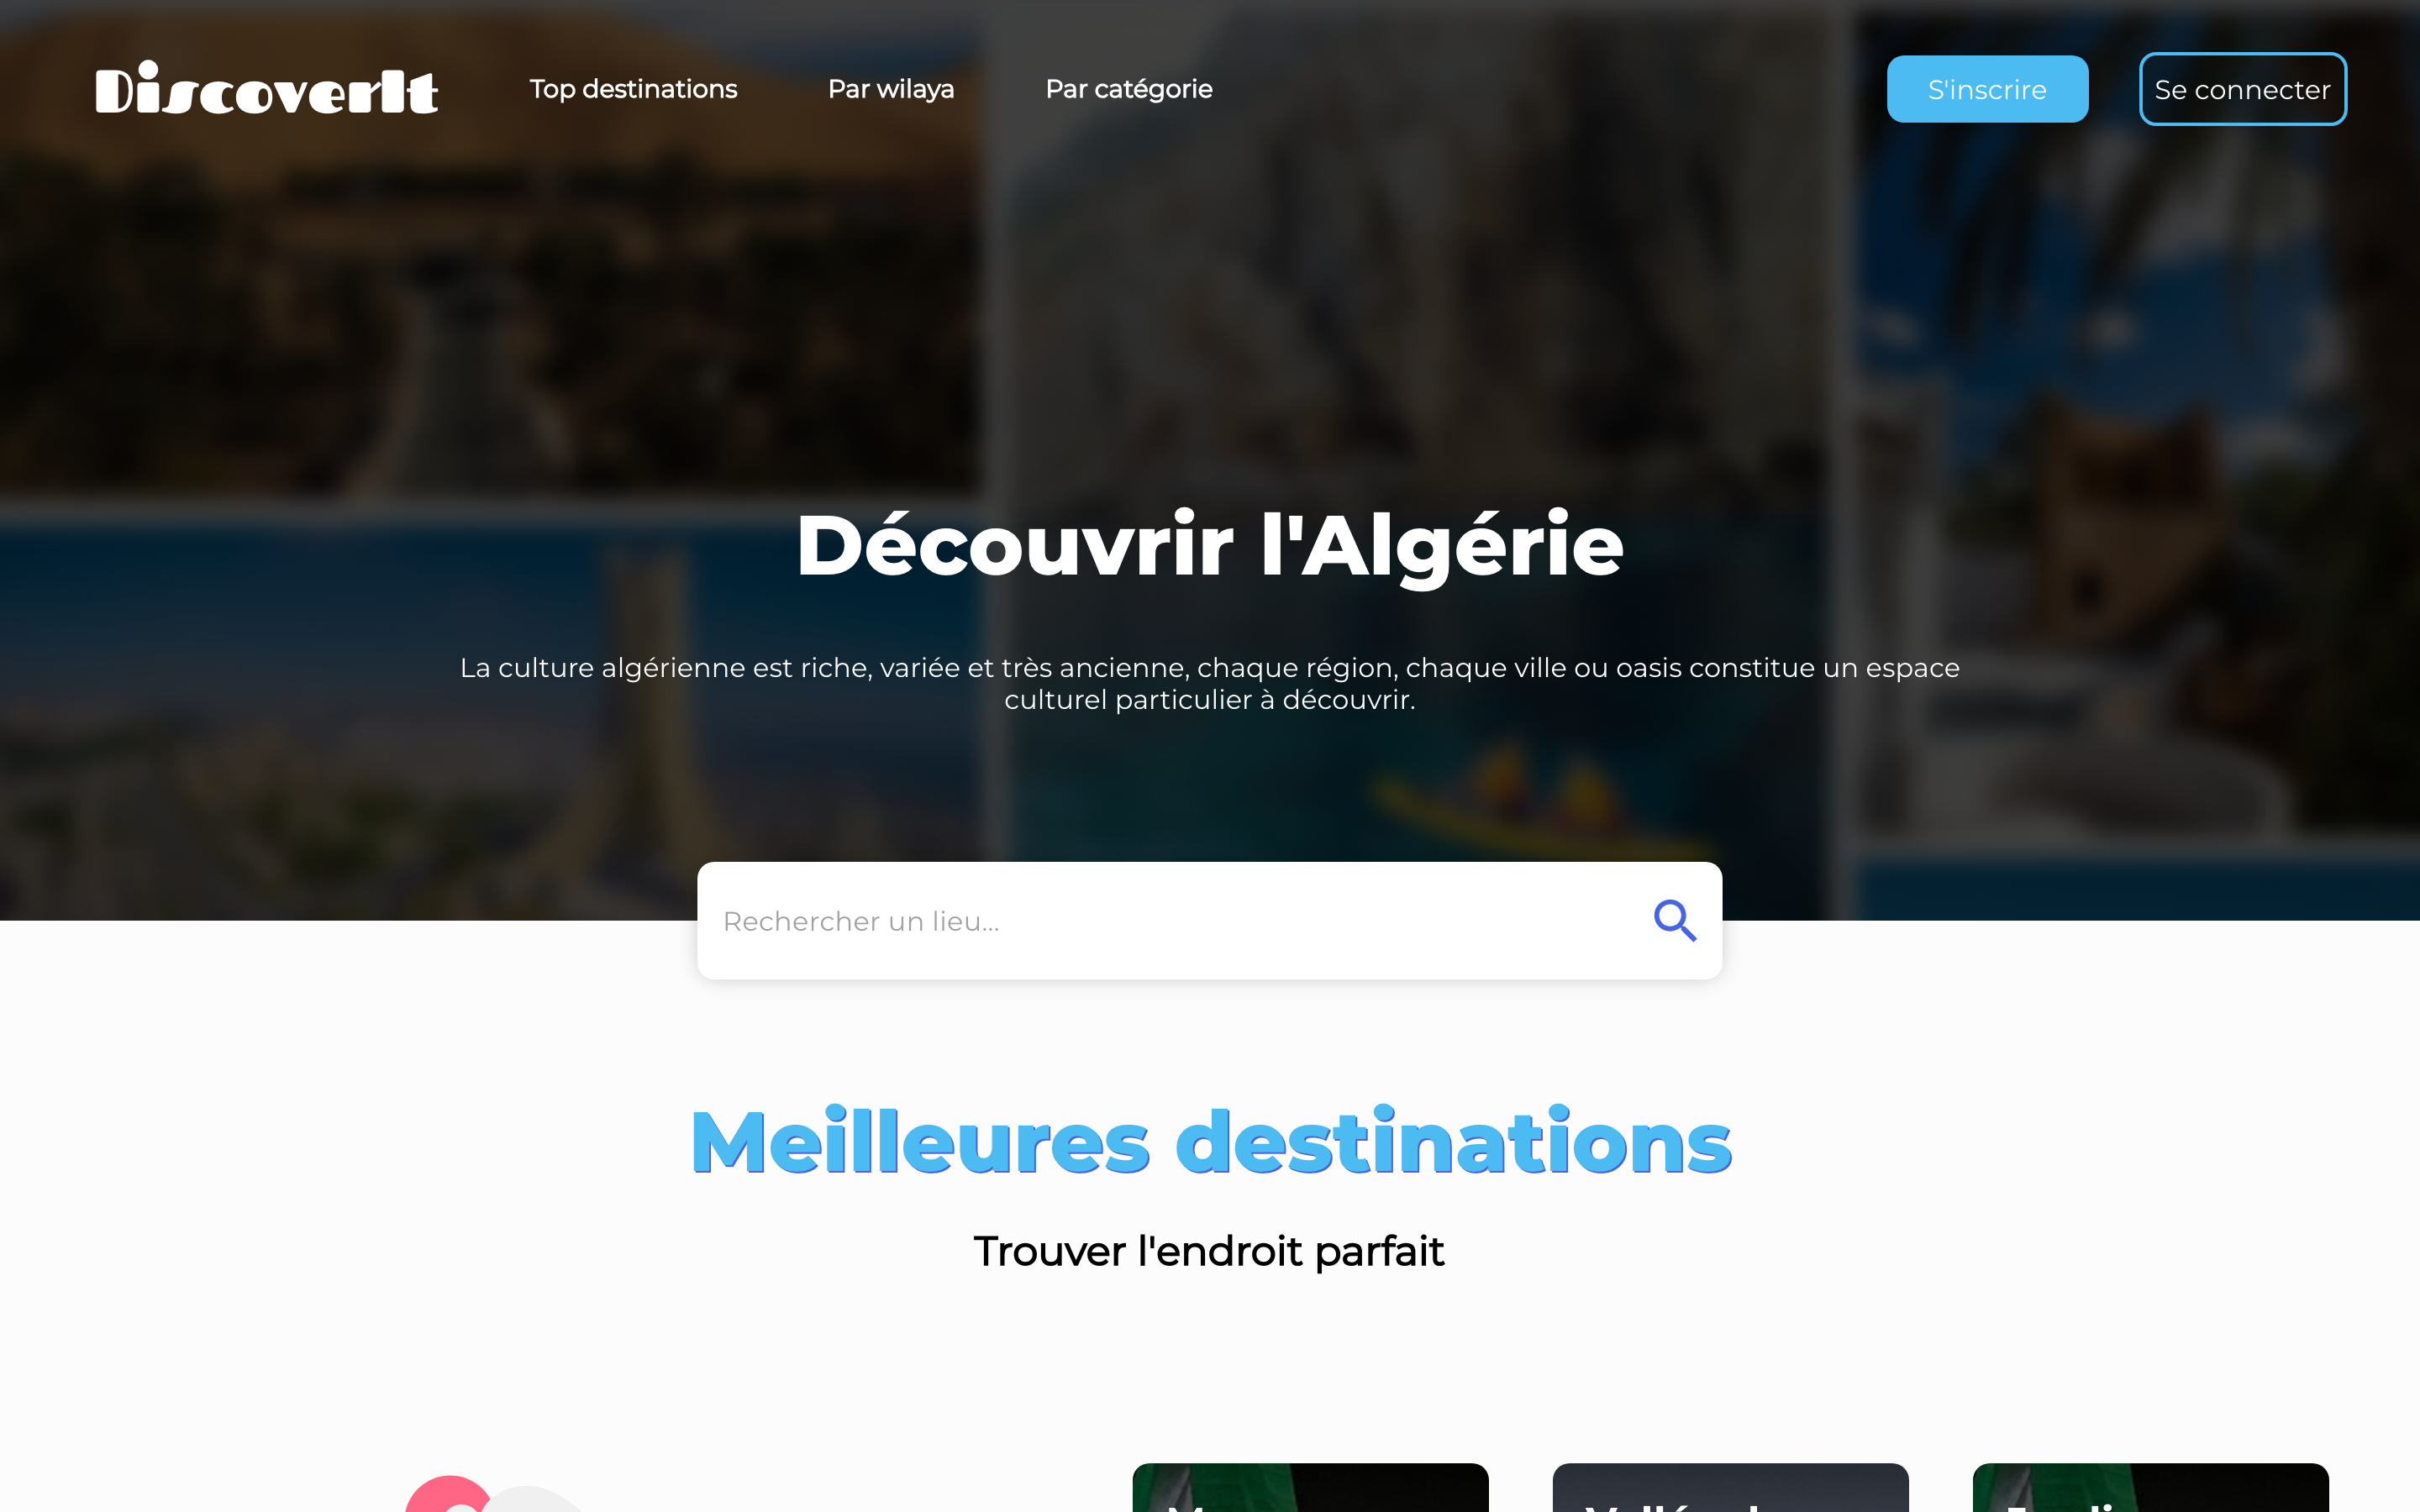 DiscoverIt
Top destinations
Par wilaya
Par catégorie
S'inscrire
Se connecter
Découvrir l'Algérie
La culture algérienne est riche, variée et très ancienne, chaque région, chaque ville ou oasis constitue un espace
culturel particulier à découvrir.
Rechercher un lieu...
Meilleures destinations
Trouver l'endroit parfait